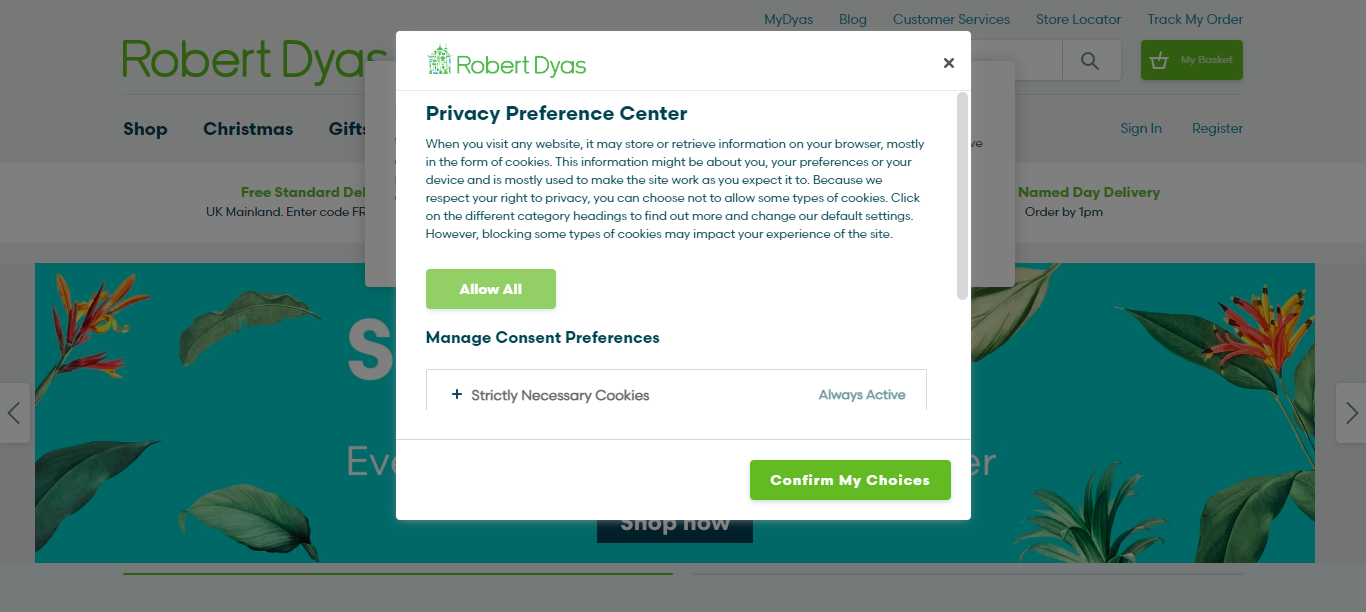 MyDyas Blog Customer Services Store Locator Track My Order
Robert Dyas
My Basket
Shop Christmas Gifts
Sign In Register
Free Standard Del
UK Mainland. Enter code FR
Named Day Delivery
Order by 1pm
Robert Dyas
Privacy Preference Center
When you visit any website, it may store or retrieve information on your browser, mostly
in the form of cookies. This information might be about you, your preferences or your
device and is mostly used to make the site work as you expect it to. Because we
respect your right to privacy, you can choose not to allow some types of cookies. Click
on the different category headings to find out more and change our default settings.
However, blocking some types of cookies may impact your experience of the site.
Allow All
Manage Consent Preferences
+ Strictly Necessary Cookies Always Active
Confirm My Choices
Shop now